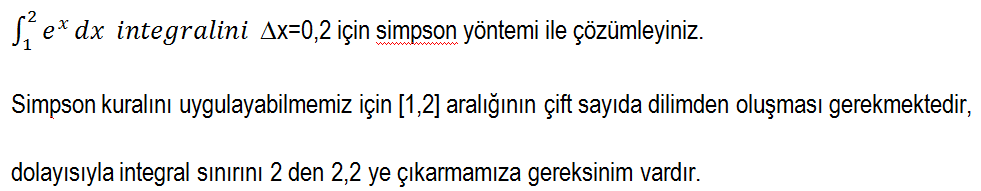 ∫₁² eˣ dx integralini Δx=0,2 için simpson yöntemi ile çözümleyiniz.
Simpson kuralını uygulayabilmemiz için [1,2] aralığının çift sayıda dilimden oluşması gerekmektedir,
dolayısıyla integral sınırını 2 den 2,2 ye çıkarmamıza gereksinim vardır.